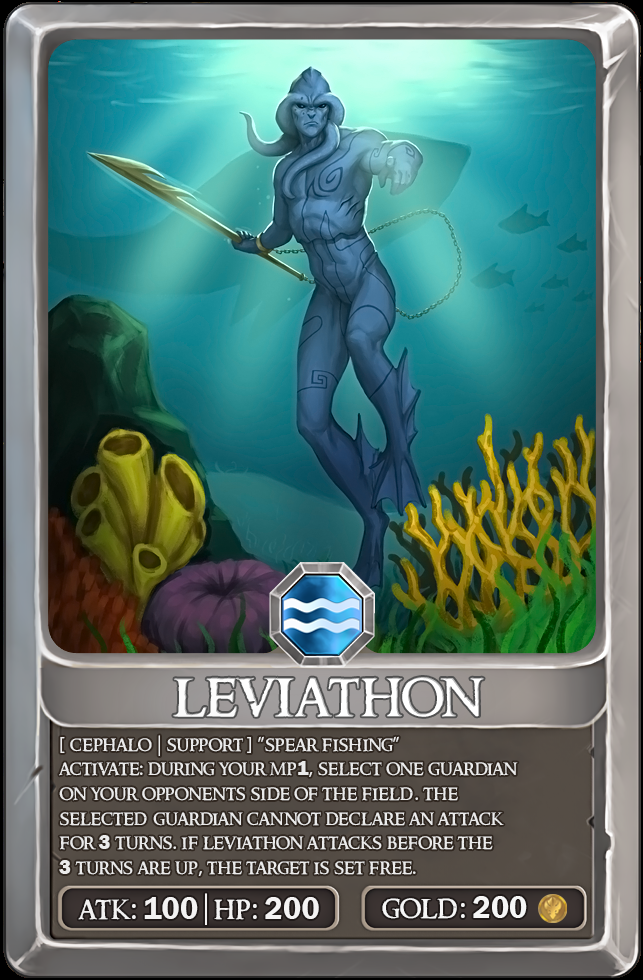 LEVIATHON
[ CEPHALO | SUPPORT ] "SPEAR FISHING"
ACTIVATE: DURING YOUR MP1, SELECT ONE GUARDIAN
ON YOUR OPPONENTS SIDE OF THE FIELD. THE
SELECTED GUARDIAN CANNOT DECLARE AN ATTACK
FOR 3 TURNS. IF LEVIATHON ATTACKS BEFORE THE
3 TURNS ARE UP, THE TARGET IS SET FREE.
ATK: 100 | HP: 200 GOLD: 200